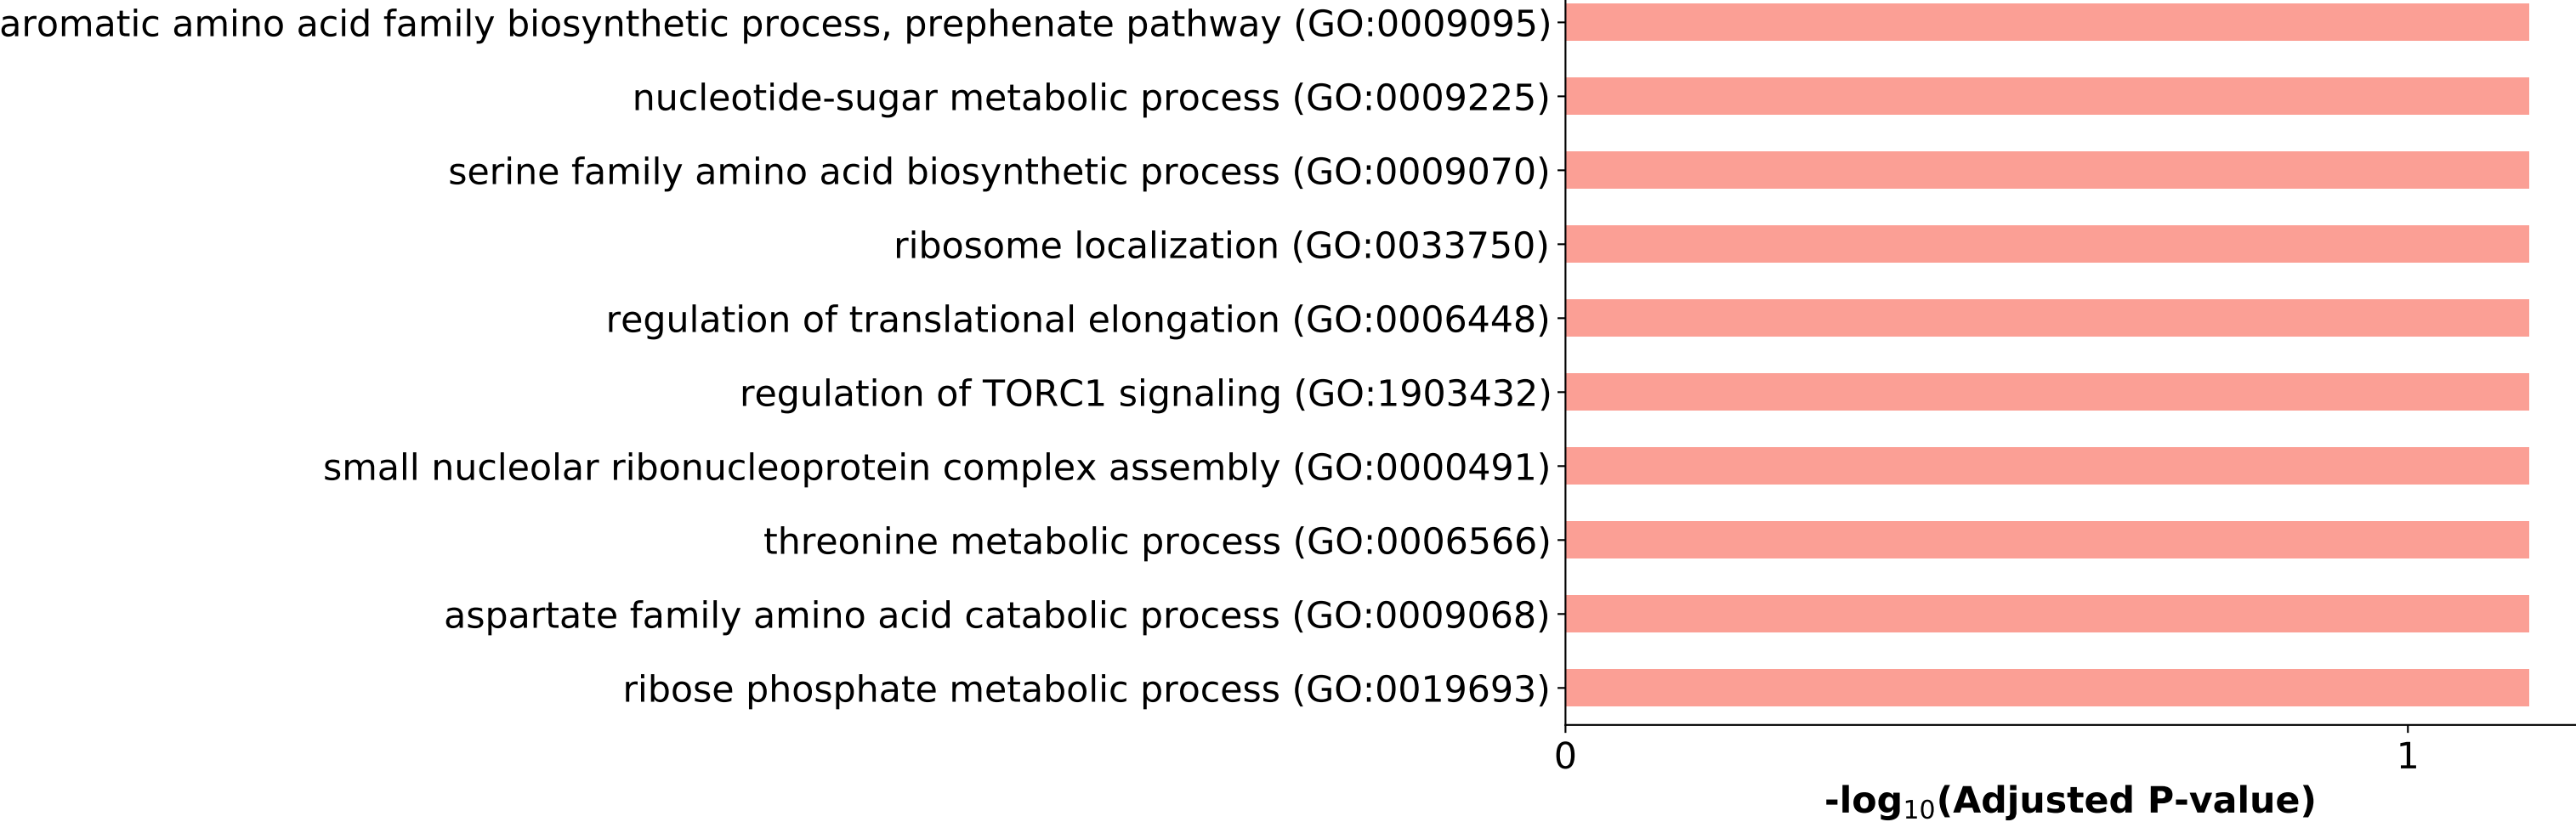 aromatic amino acid family biosynthetic process, prephenate pathway (GO:0009095)
nucleotide-sugar metabolic process (GO:0009225)
serine family amino acid biosynthetic process (GO:0009070)
ribosome localization (GO:0033750)
regulation of translational elongation (GO:0006448)
regulation of TORC1 signaling (GO:1903432)
small nucleolar ribonucleoprotein complex assembly (GO:0000491)
threonine metabolic process (GO:0006566)
aspartate family amino acid catabolic process (GO:0009068)
ribose phosphate metabolic process (GO:0019693)
0 1
-log₁₀(Adjusted P-value)